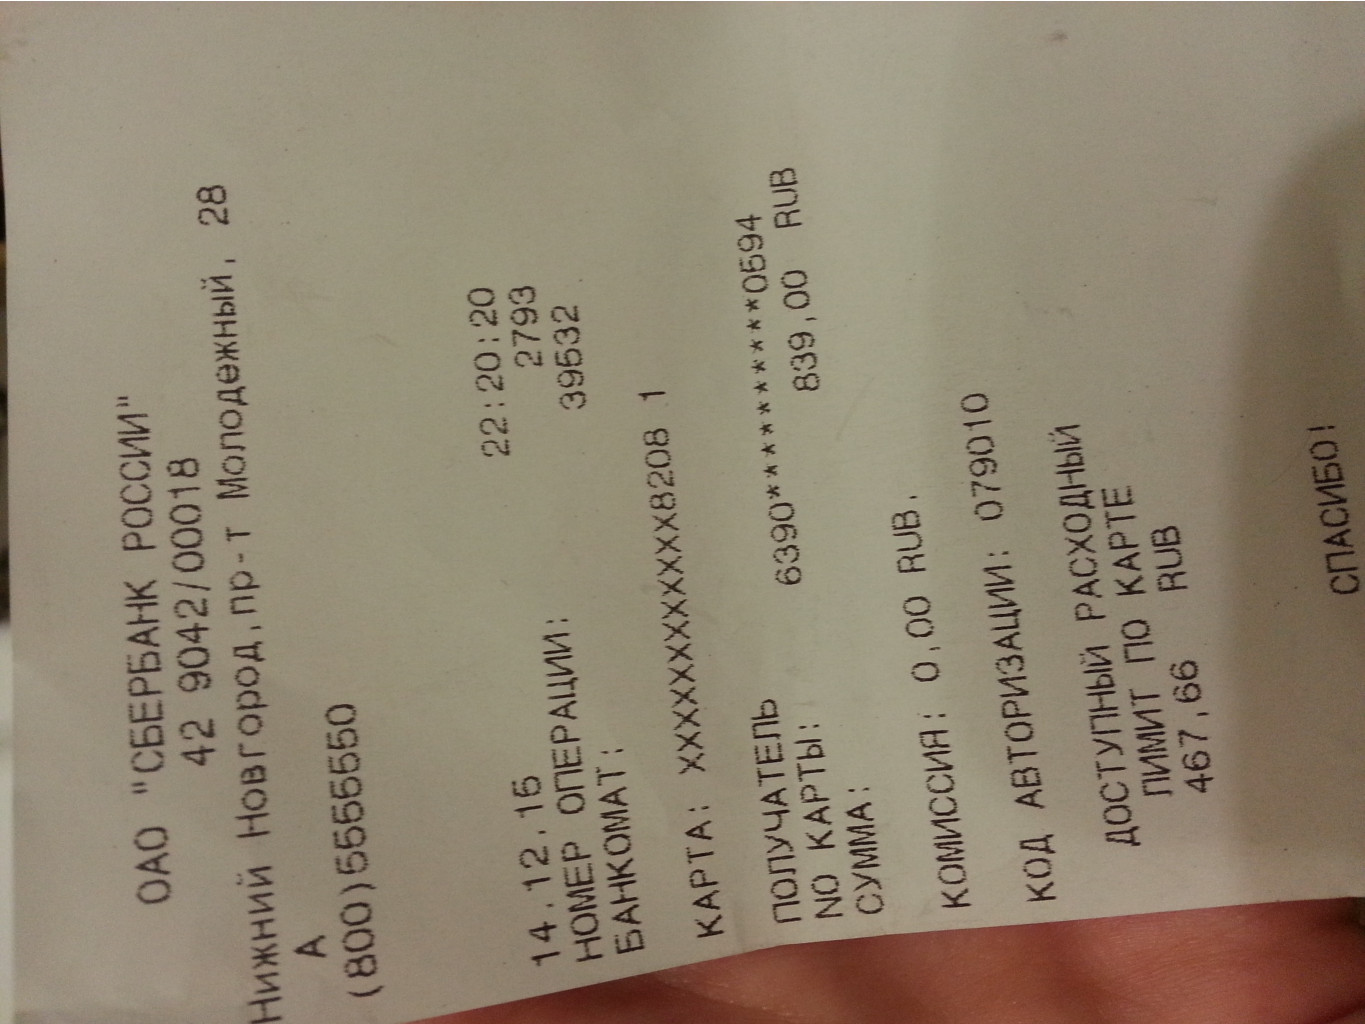 ОАО "СБЕРБАНК РОССИИ"
42 9042/00018
Нижний Новгород,пр-т Молодежный, 28
А
(800)5555550
14.12.15 22:20:20
НОМЕР ОПЕРАЦИИ: 2793
БАНКОМАТ: 39532
КАРТА: XXXXXXXXXXXXXX8208 1
ПОЛУЧАТЕЛЬ
NO КАРТЫ: 6390**********0594
СУММА: 839,00 RUB
КОМИССИЯ: 0,00 RUB.
КОД АВТОРИЗАЦИИ: 079010
ДОСТУПНЫЙ РАСХОДНЫЙ
ЛИМИТ ПО КАРТЕ
467,66 RUB
СПАСИБО!